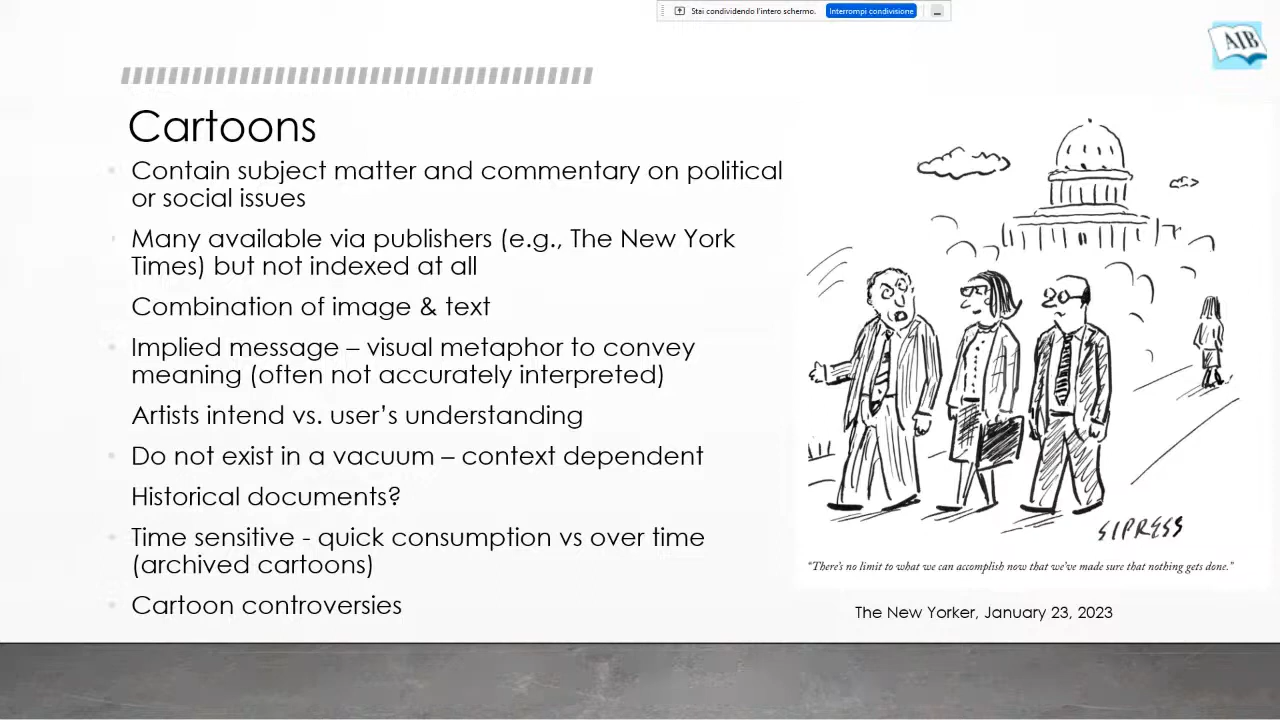 Stai condividendo l'intero schermo.
Interrompi condivisione
AIB
Cartoons
Contain subject matter and commentary on political
or social issues
Many available via publishers (e.g., The New York
Times) but not indexed at all
Combination of image & text
Implied message – visual metaphor to convey
meaning (often not accurately interpreted)
Artists intend vs. user's understanding
Do not exist in a vacuum – context dependent
Historical documents?
Time sensitive - quick consumption vs over time
(archived cartoons)
Cartoon controversies
SIPRESS
"There's no limit to what we can accomplish now that we've made sure that nothing gets done."
The New Yorker, January 23, 2023